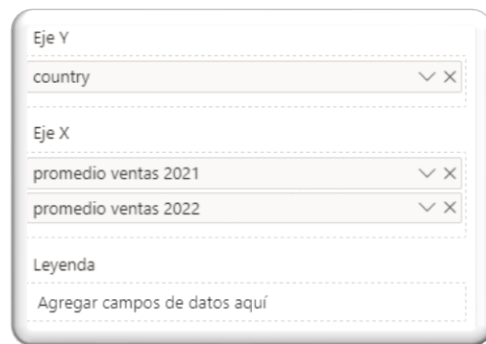 Eje Y
country
Eje X
promedio ventas 2021
promedio ventas 2022
Leyenda
Agregar campos de datos aquí